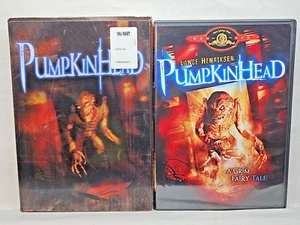 PUMPKINHEAD
LANCE HENRIKSEN
PUMPKINHEAD
A GRIM
FAIRY TALE